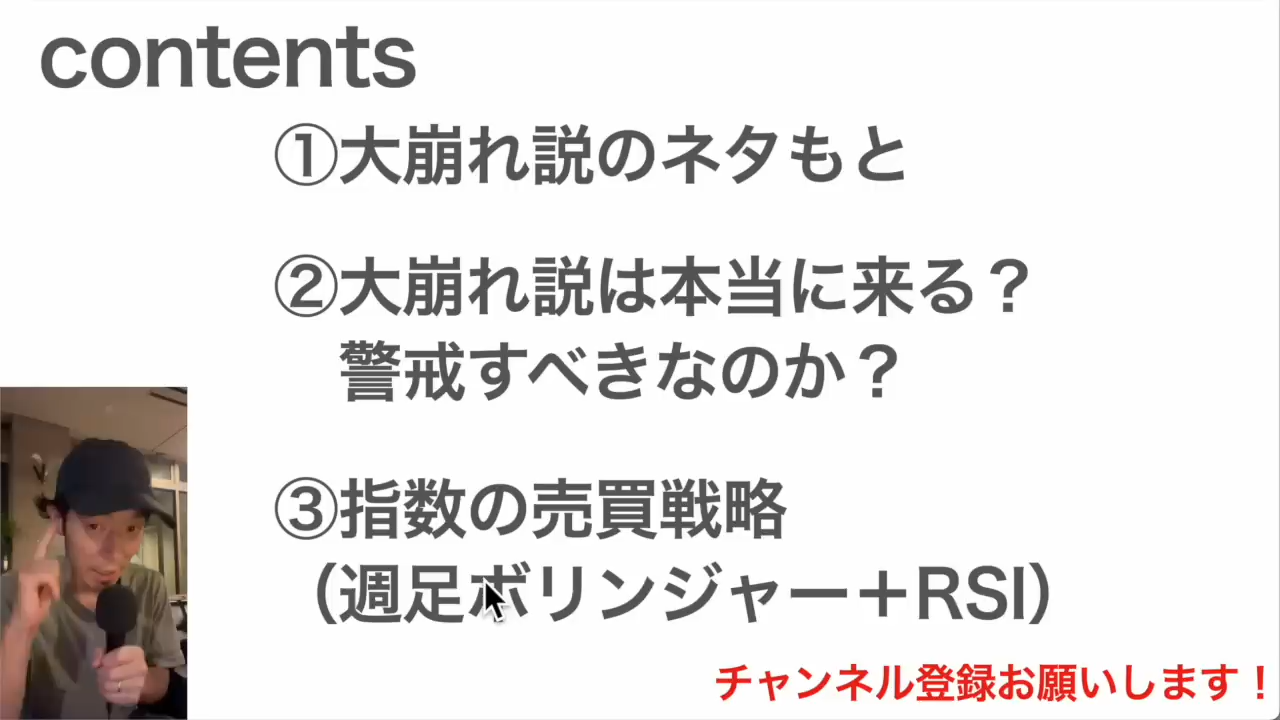 contents
①大崩れ説のネタもと
②大崩れ説は本当に来る？
警戒すべきなのか？
③指数の売買戦略
（週足ボリンジャー＋RSI）
チャンネル登録お願いします！